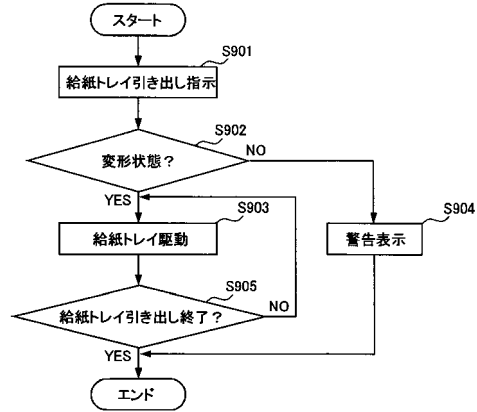 スタート
S901
給紙トレイ引き出し指示
S902
変形状態？
NO
YES
S903
S904
給紙トレイ駆動
警告表示
S905
給紙トレイ引き出し終了？
NO
YES
エンド